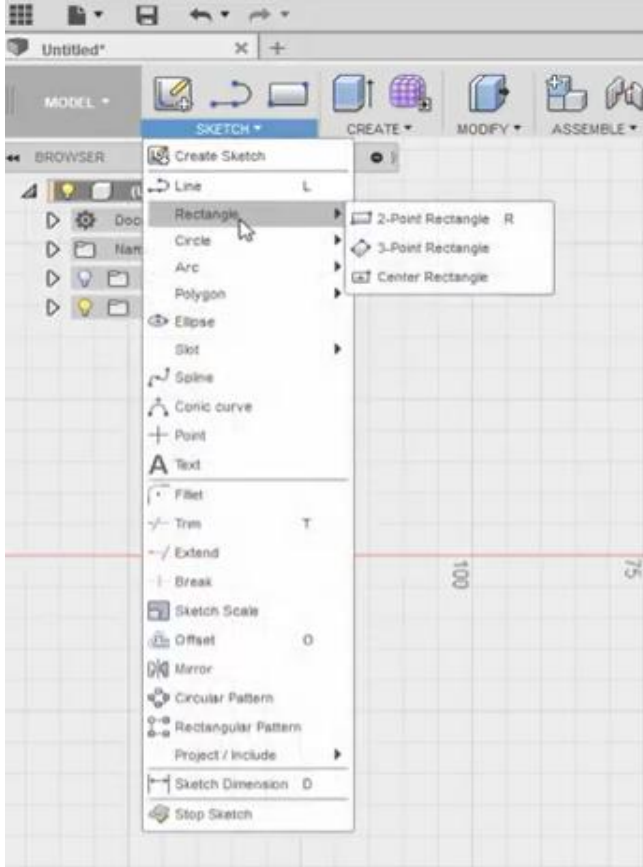 Untitled*
MODEL
SKETCH
CREATE
MODIFY
ASSEMBLE
BROWSER
Create Sketch
Line L
Rectangle
2-Point Rectangle R
3-Point Rectangle
Center Rectangle
Circle
Arc
Polygon
Ellipse
Slot
Spline
Conic curve
Point
A Text
Fillet
Trim T
Extend
Break
Sketch Scale
Offset O
Mirror
Circular Pattern
Rectangular Pattern
Project / Include
Sketch Dimension D
Stop Sketch
100
75